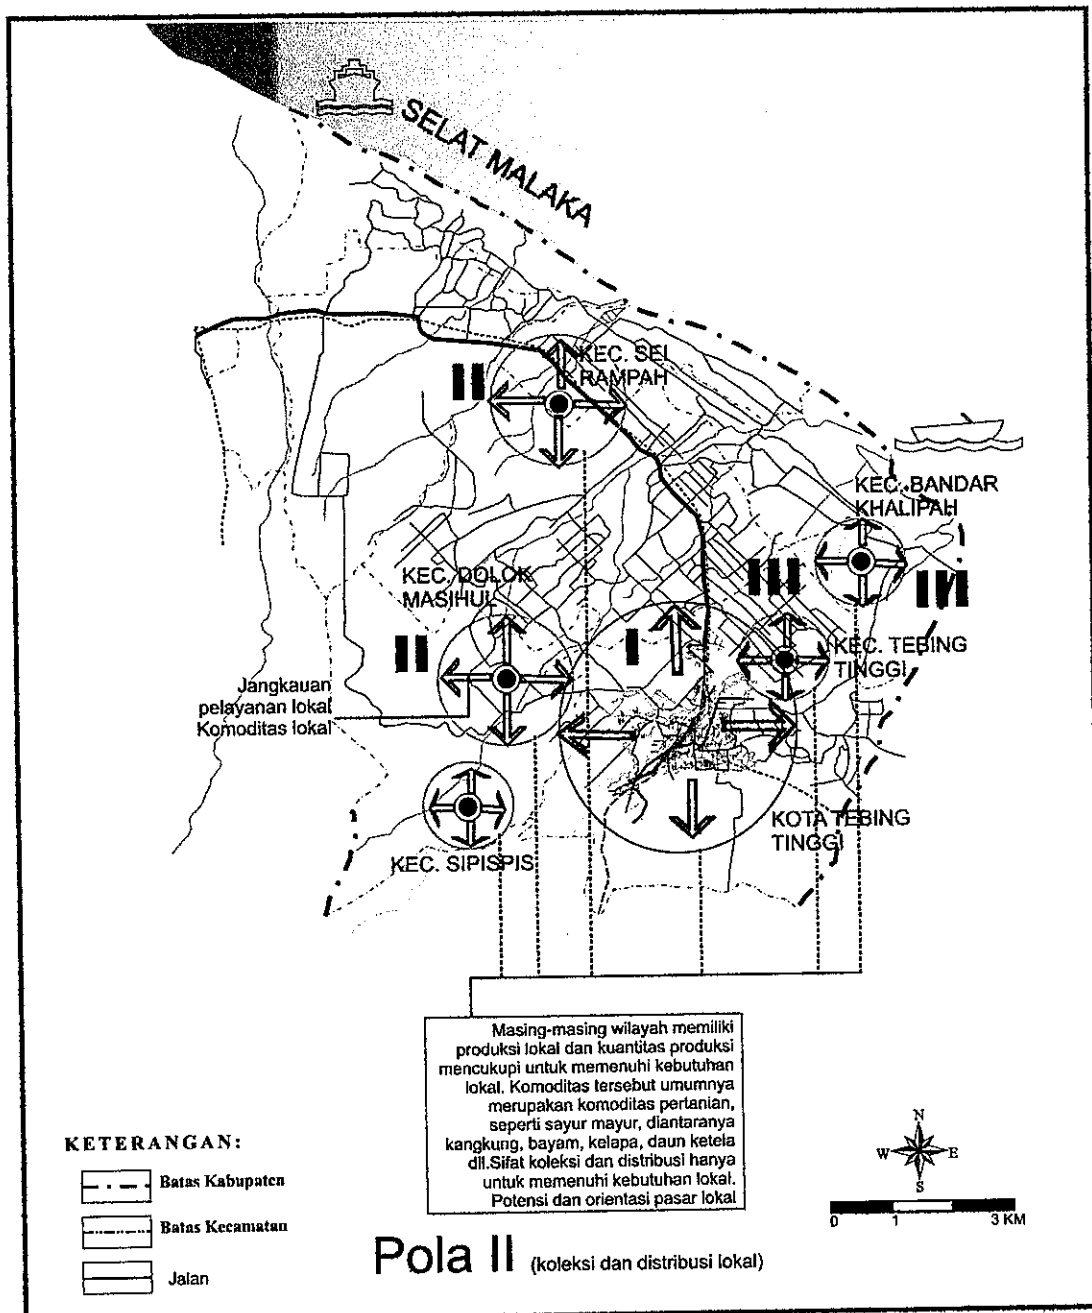 SELAT MALAKA
KEC. SEI
RAMPAH
II
KEC. BANDAR
KHALIPAH
III
KEC. DOLOK
MASIHUL
III
II
I
KEC. TEBING
TINGGI
Jangkauan
pelayanan lokal
Komoditas lokal
KOTA TEBING
TINGGI
KEC. SIPISPIS
Masing-masing wilayah memiliki
produksi lokal dan kuantitas produksi
mencukupi untuk memenuhi kebutuhan
lokal. Komoditas tersebut umumnya
merupakan komoditas pertanian,
seperti sayur mayur, diantaranya
kangkung, bayam, kelapa, daun ketela
dll.Sifat koleksi dan distribusi hanya
untuk memenuhi kebutuhan lokal.
Potensi dan orientasi pasar lokal
KETERANGAN:
Batas Kabupaten
Batas Kecamatan
Jalan
N
W E
S
0 1 3 KM
Pola II (koleksi dan distribusi lokal)